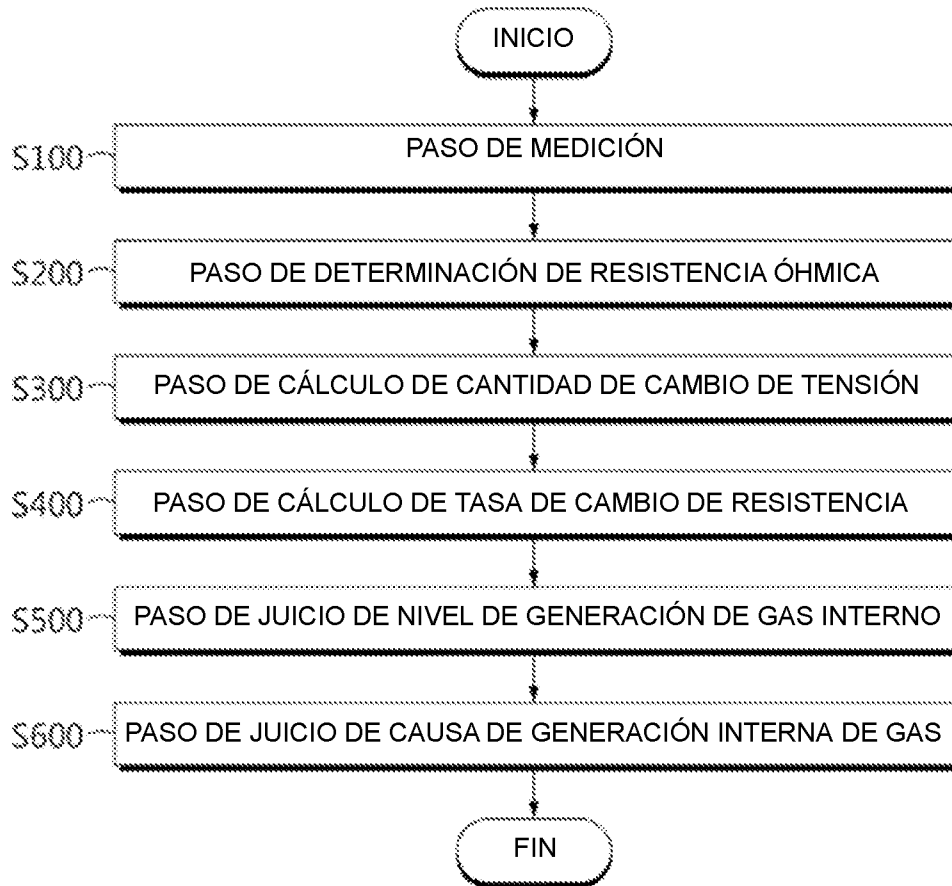 INICIO
S100 PASO DE MEDICIÓN
S200 PASO DE DETERMINACIÓN DE RESISTENCIA ÓHMICA
S300 PASO DE CÁLCULO DE CANTIDAD DE CAMBIO DE TENSIÓN
S400 PASO DE CÁLCULO DE TASA DE CAMBIO DE RESISTENCIA
S500 PASO DE JUICIO DE NIVEL DE GENERACIÓN DE GAS INTERNO
S600 PASO DE JUICIO DE CAUSA DE GENERACIÓN INTERNA DE GAS
FIN